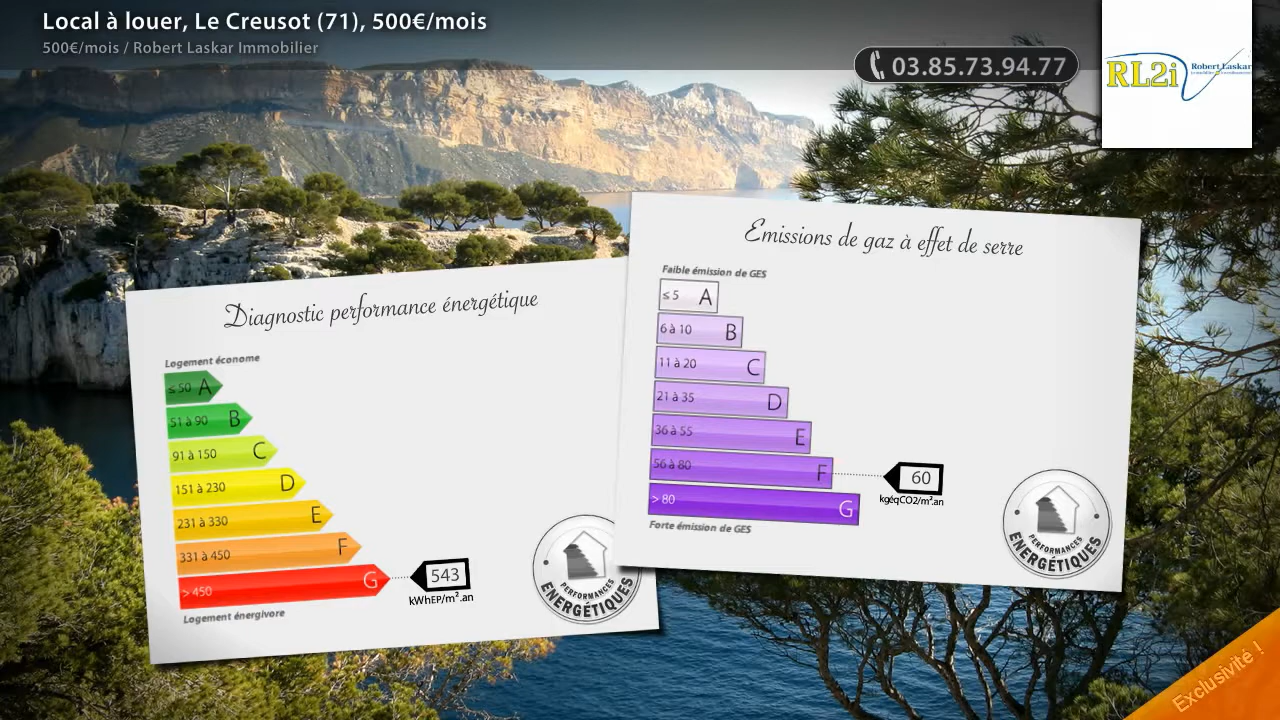 Local à louer, Le Creusot (71), 500€/mois
500€/mois / Robert Laskar Immobilier
03.85.73.94.77
RL2i
Robert Laskar
Diagnostic performance énergétique
Logement économe
≤ 50 A
51 à 90 B
91 à 150 C
151 à 230 D
231 à 330 E
331 à 450 F
> 450 G
543
kWhEP/m².an
Logement énergivore
PERFORMANCES
ENERGÉTIQUES
Emissions de gaz à effet de serre
Faible émission de GES
≤ 5 A
6 à 10 B
11 à 20 C
21 à 35 D
36 à 55 E
56 à 80 F
> 80 G
60
kgéqCO2/m².an
Forte émission de GES
PERFORMANCES
ENERGÉTIQUES
Exclusivité !